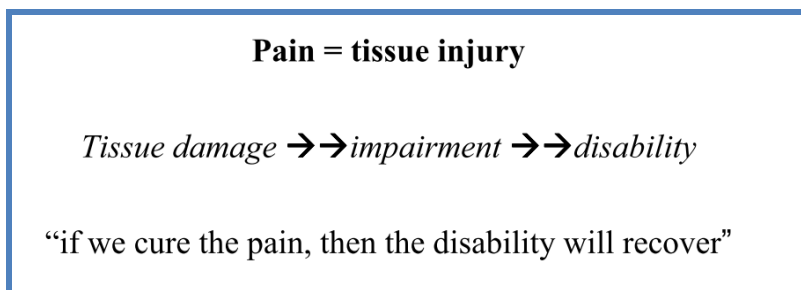 Pain = tissue injury
Tissue damage →→impairment →→disability
“if we cure the pain, then the disability will recover”